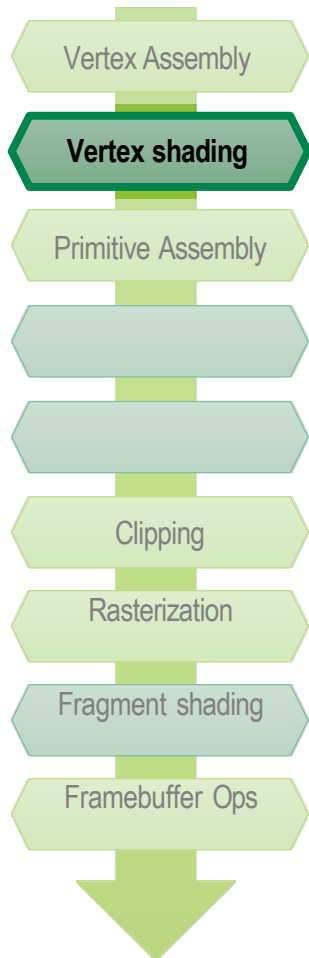 Vertex Assembly
Vertex shading
Primitive Assembly
Clipping
Rasterization
Fragment shading
Framebuffer Ops